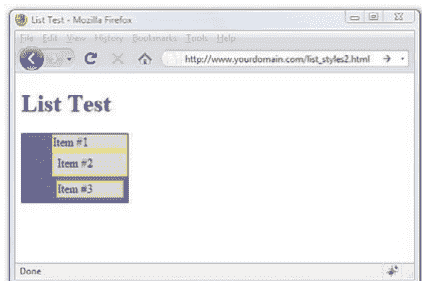 List Test - Mozilla Firefox
File Edit View History Bookmarks Tools Help
http://www.yourdomain.com/list_styles2.html
List Test
Item #1
Item #2
Item #3
Done